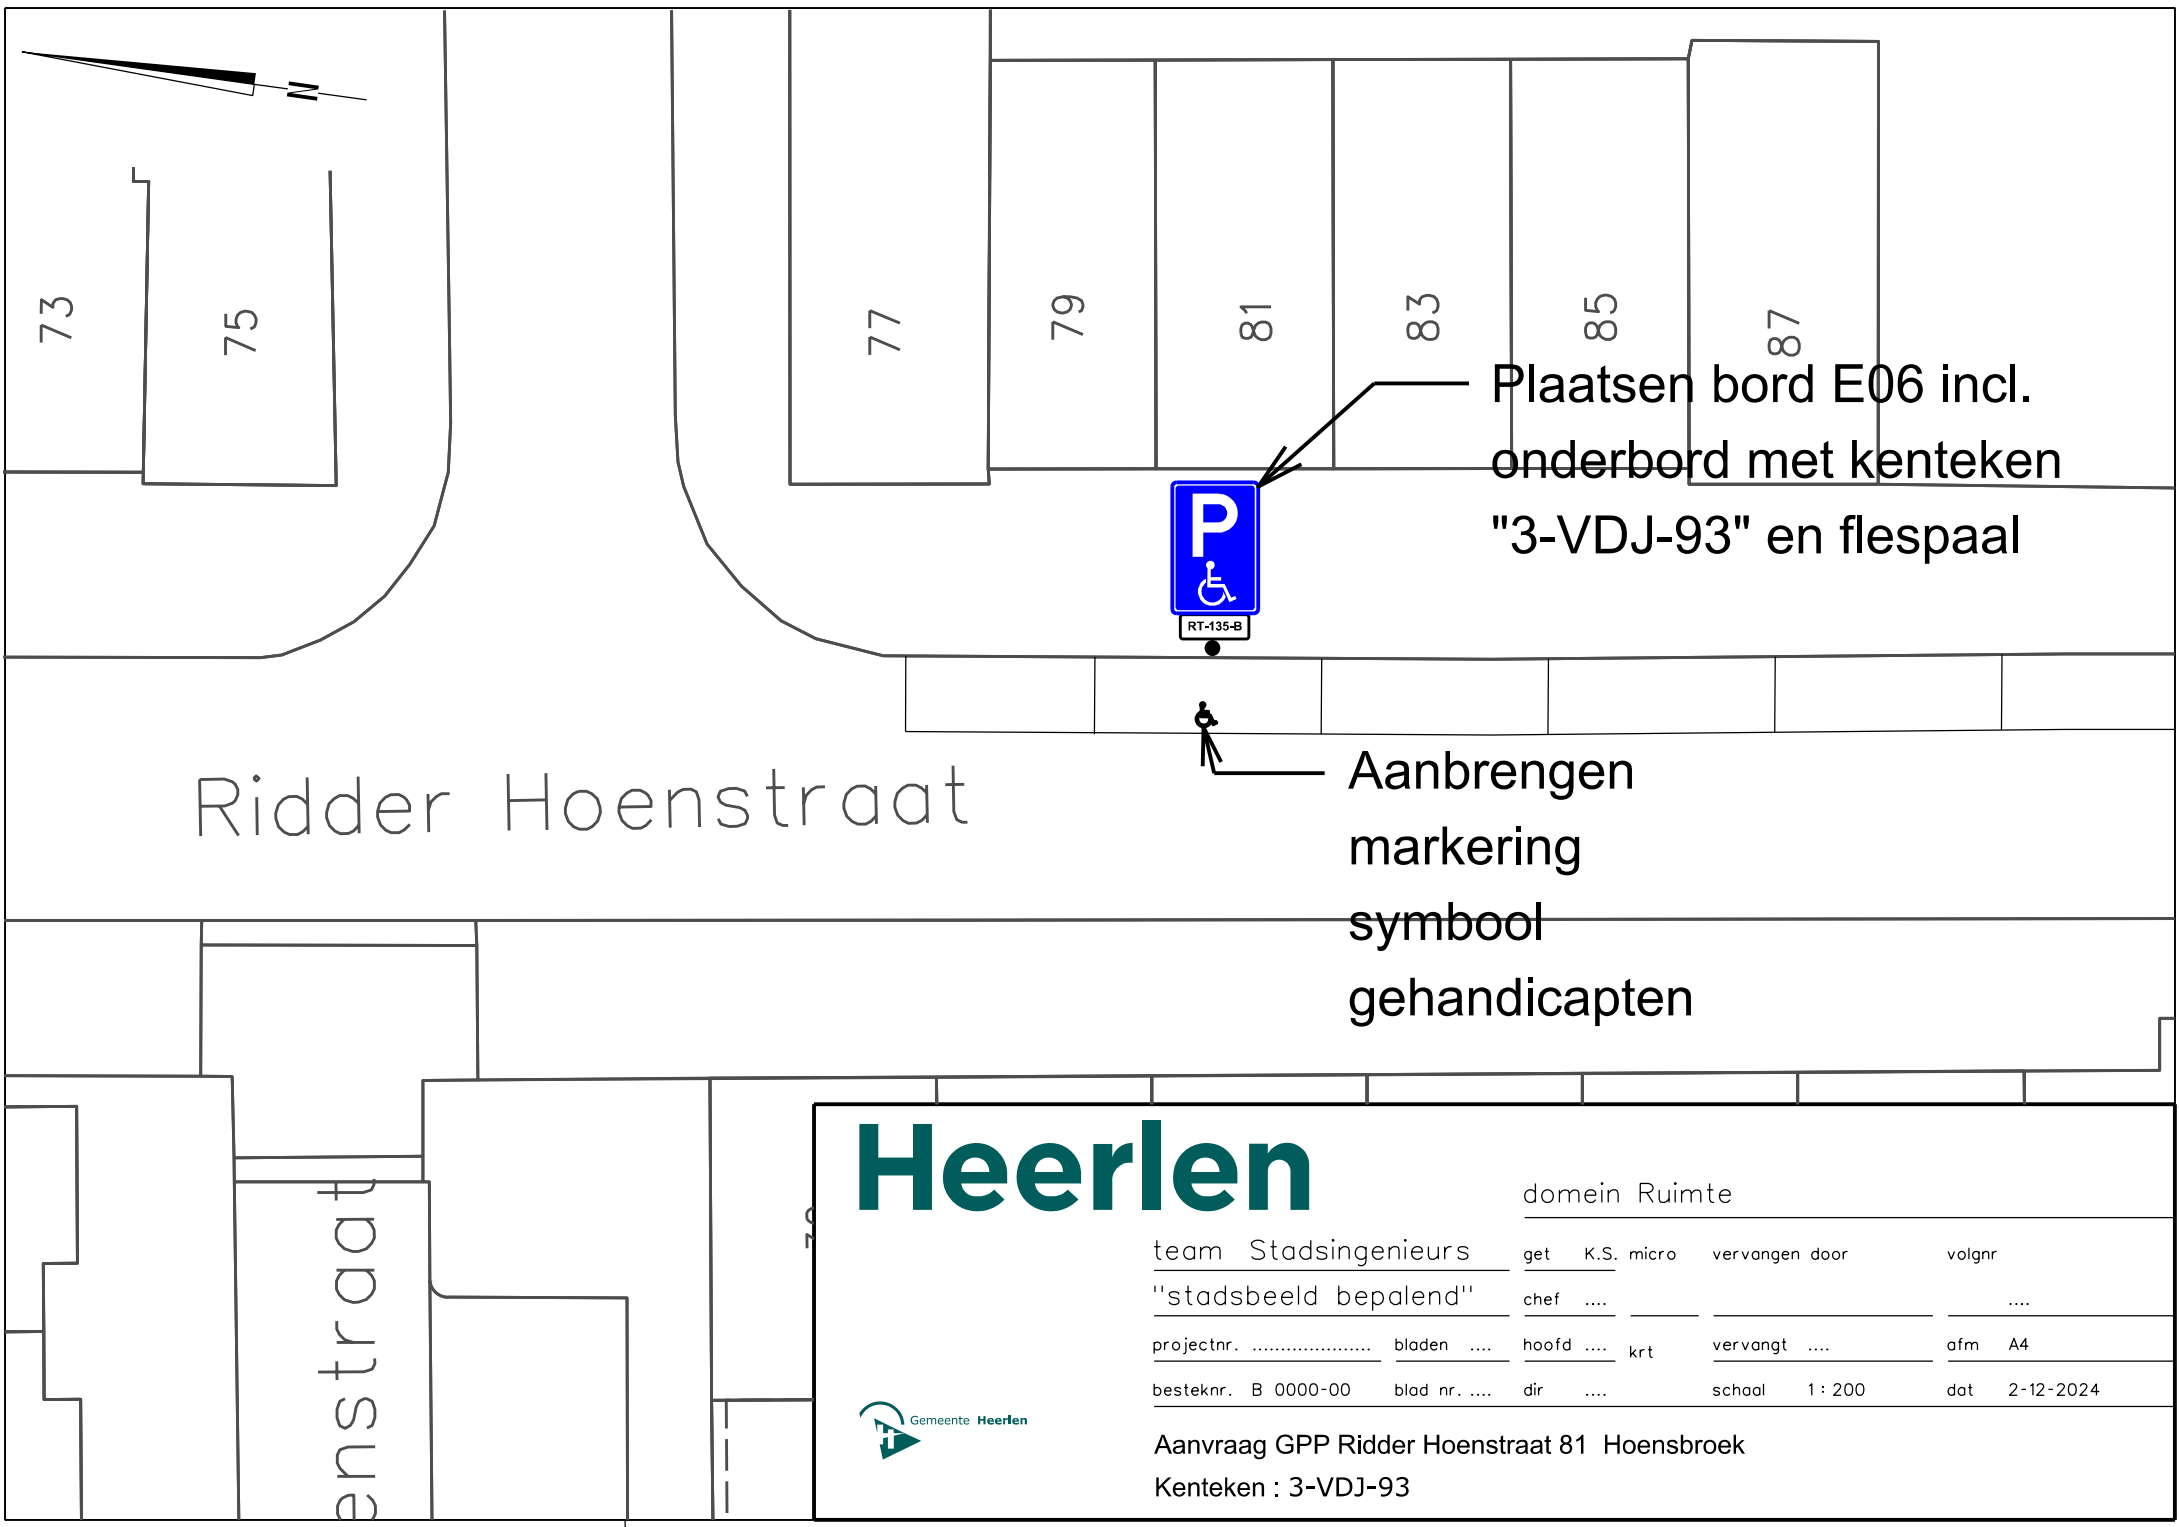 N
73
75
77
79
81
83
85
87
Plaatsen bord E06 incl.
onderbord met kenteken
"3-VDJ-93" en flespaal
P
RT-135-B
Ridder Hoenstraat
Aanbrengen
markering
symbool
gehandicapten
enstraat
Heerlen
domein Ruimte
team Stadsingenieurs
get K.S. micro vervangen door volgnr
"stadsbeeld bepalend"
chef .... ....
projectnr. ..................... bladen .... hoofd .... krt vervangt .... afm A4
besteknr. B 0000-00 blad nr. .... dir .... schaal 1 : 200 dat 2-12-2024
H
Gemeente Heerlen
Aanvraag GPP Ridder Hoenstraat 81 Hoensbroek
Kenteken : 3-VDJ-93